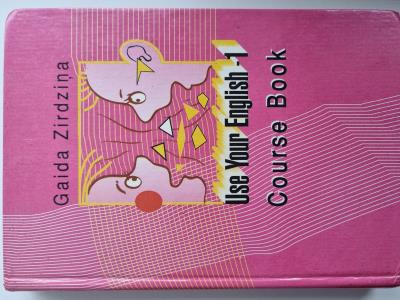 Gaida Zirdziņa
Use Your English -1
Course Book